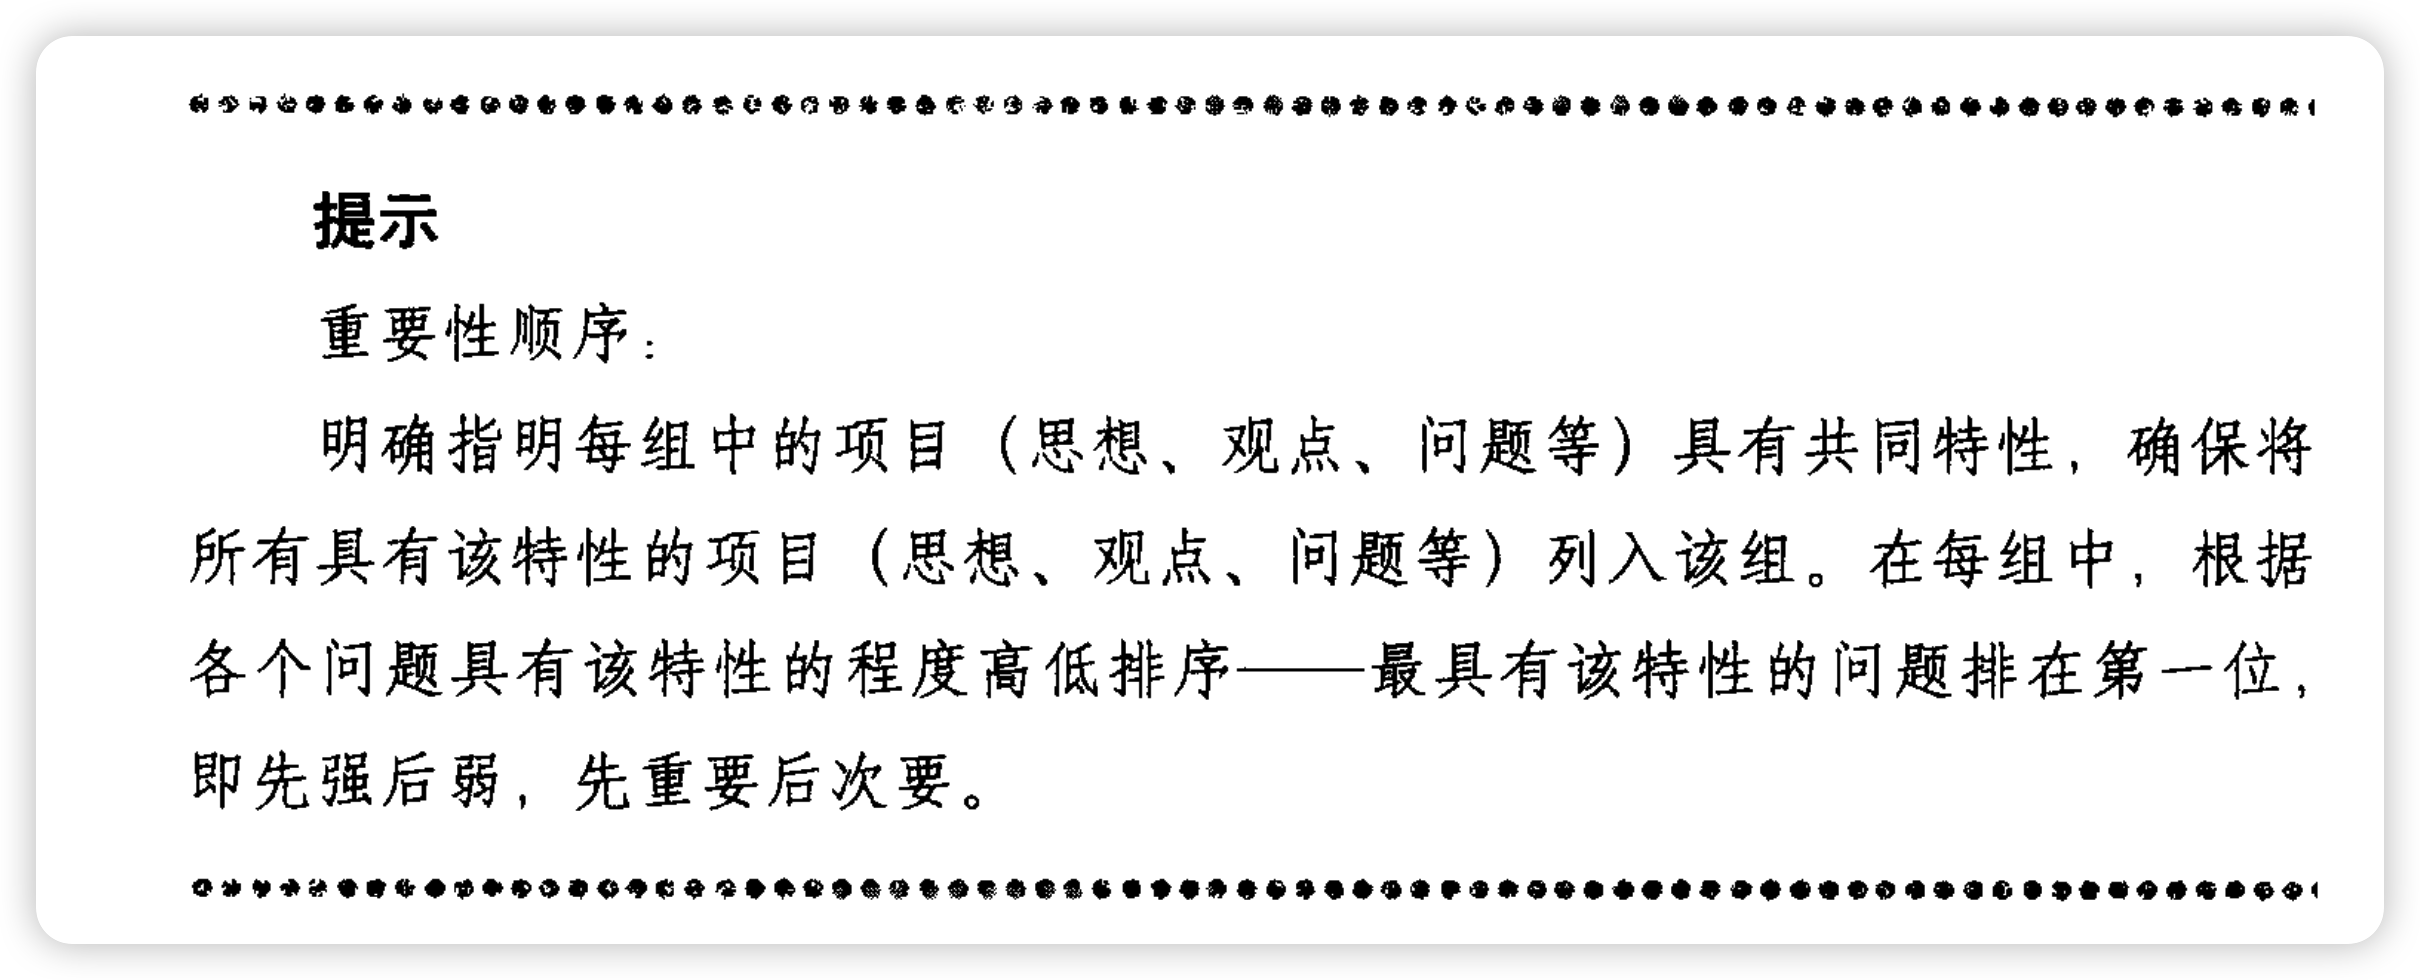 提示
重要性顺序：
明确指明每组中的项目（思想、观点、问题等）具有共同特性，确保将
所有具有该特性的项目（思想、观点、问题等）列入该组。在每组中，根据
各个问题具有该特性的程度高低排序——最具有该特性的问题排在第一位，
即先强后弱，先重要后次要。